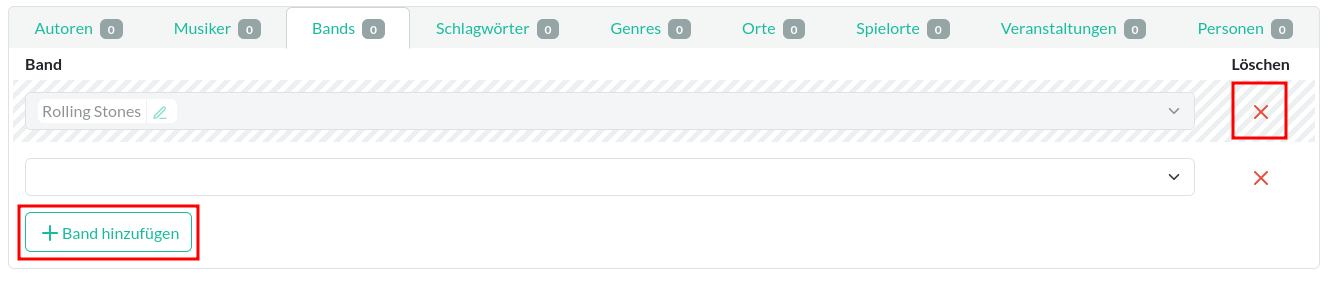 Autoren 0 Musiker 0 Bands 0 Schlagwörter 0 Genres 0 Orte 0 Spielorte 0 Veranstaltungen 0 Personen 0
Band Löschen
Rolling Stones
Band hinzufügen